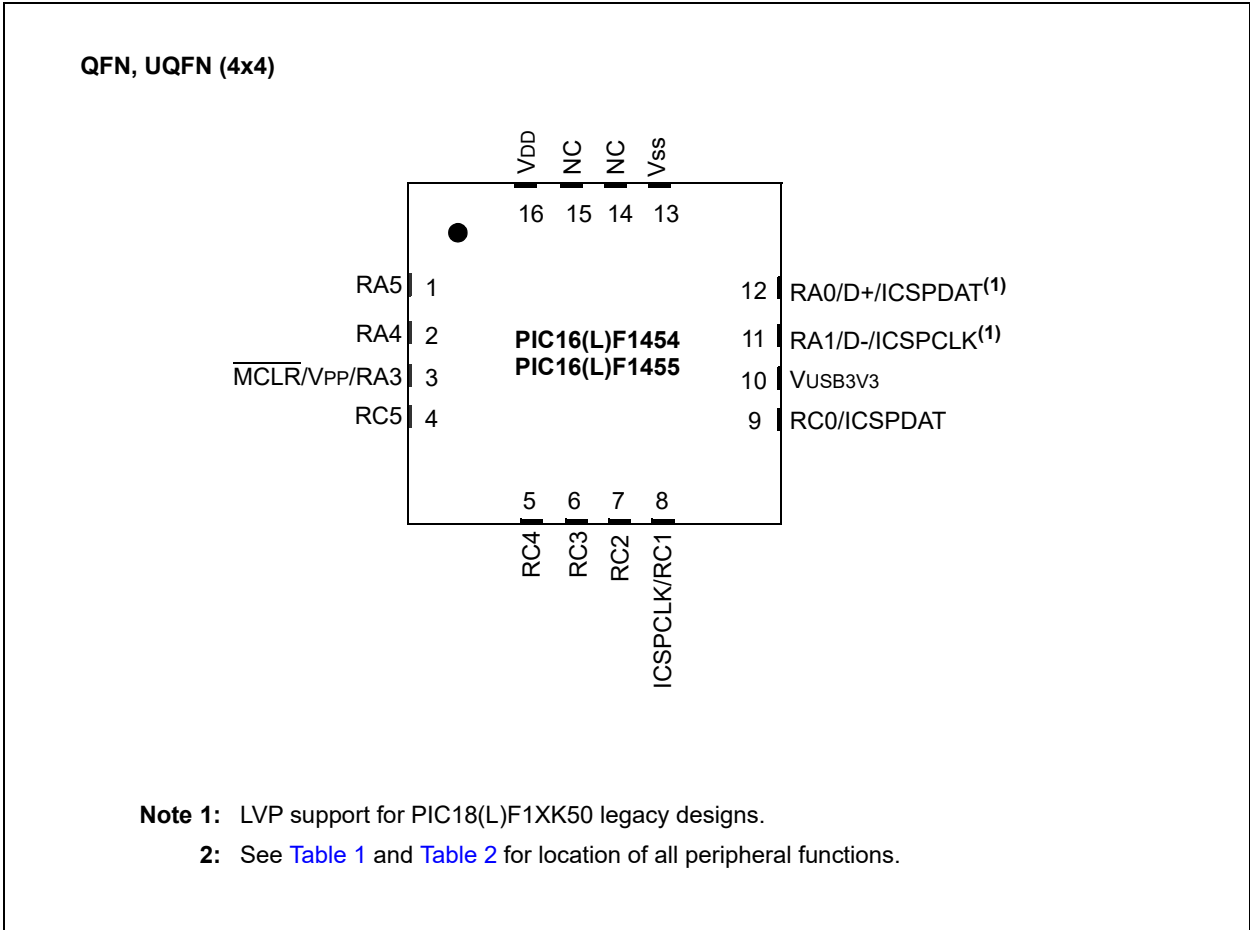 QFN, UQFN (4x4)
VDD
NC
NC
Vss
16 15 14 13
RA5 1
RA4 2
MCLR/VPP/RA3 3
RC5 4
PIC16(L)F1454
PIC16(L)F1455
12 RA0/D+/ICSPDAT(1)
11 RA1/D-/ICSPCLK(1)
10 VUSB3V3
9 RC0/ICSPDAT
5 6 7 8
RC4
RC3
RC2
ICSPCLK/RC1
Note 1: LVP support for PIC18(L)F1XK50 legacy designs.
2: See Table 1 and Table 2 for location of all peripheral functions.